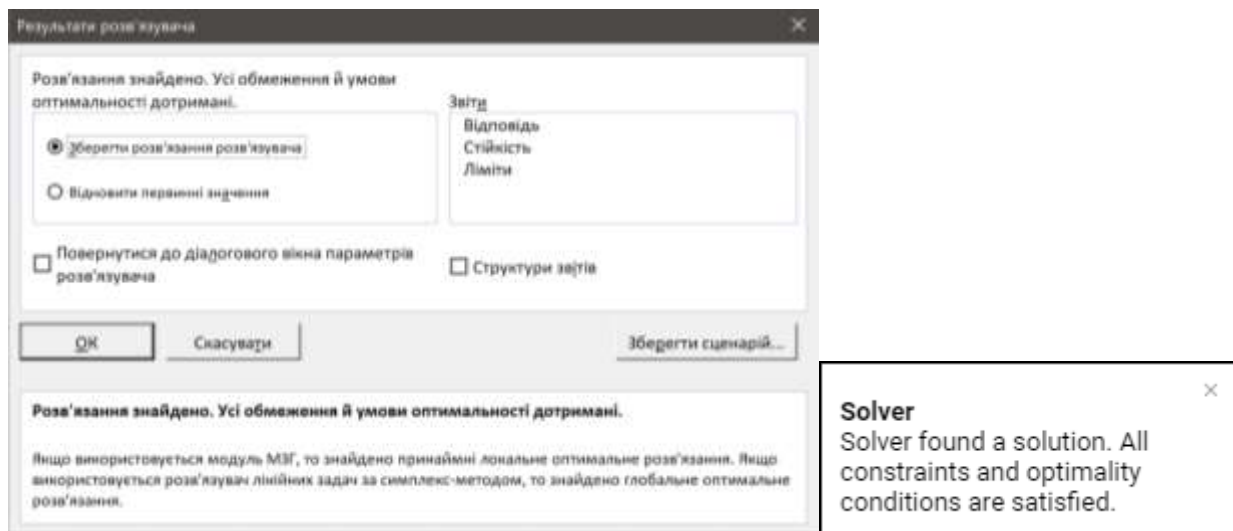 Результати розв'язувача
Розв'язання знайдено. Усі обмеження й умови
оптимальності дотримані.
Звіти
Зберегти розв'язання розв'язувача
Відновити первинні значення
Відповідь
Стійкість
Ліміти
Повернутися до діалогового вікна параметрів
розв'язувача
Структури звітів
ОК
Скасувати
Зберегти сценарій...
Розв'язання знайдено. Усі обмеження й умови оптимальності дотримані.
Якщо використовується модуль МЗГ, то знайдено принаймні локальне оптимальне розв'язання. Якщо
використовується розв'язувач лінійних задач за симплекс-методом, то знайдено глобальне оптимальне
розв'язання.
Solver
Solver found a solution. All
constraints and optimality
conditions are satisfied.